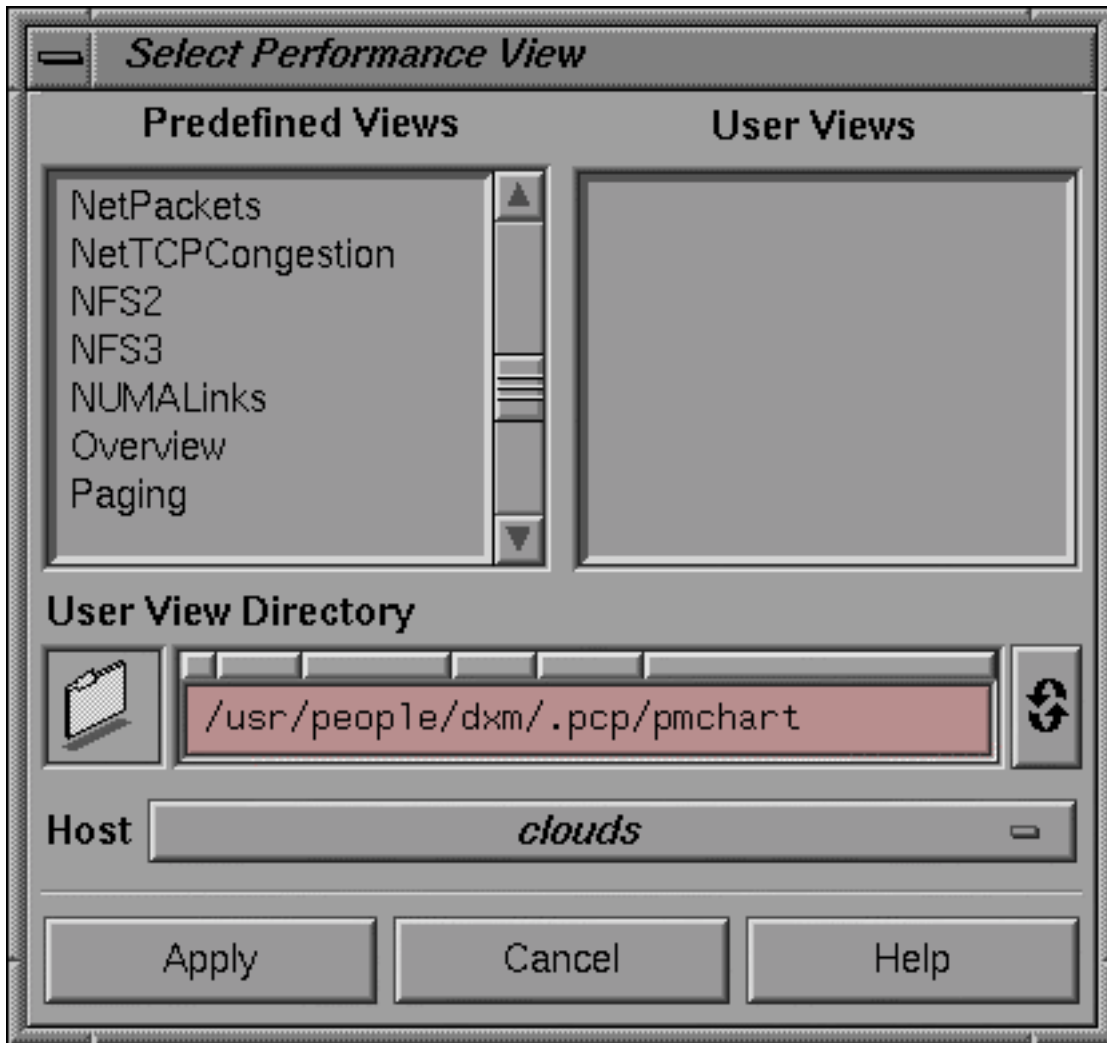 Select Performance View
Predefined Views
User Views
NetPackets
NetTCPCongestion
NFS2
NFS3
NUMALinks
Overview
Paging
User View Directory
/usr/people/dxm/.pcp/pmchart
Host
clouds
Apply
Cancel
Help